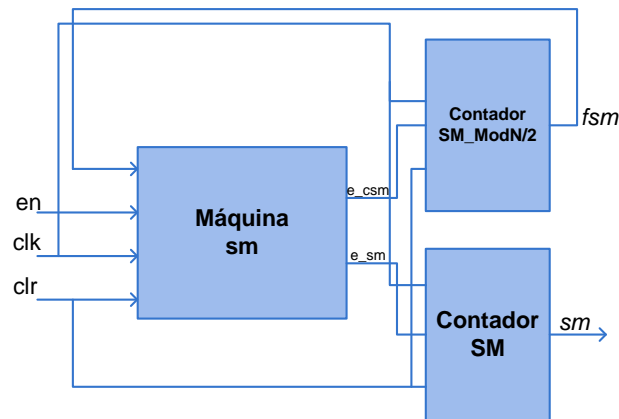 Contador
SM_ModN/2
fsm
Máquina
sm
e_csm
en
clk
e_sm
clr
Contador
SM
sm